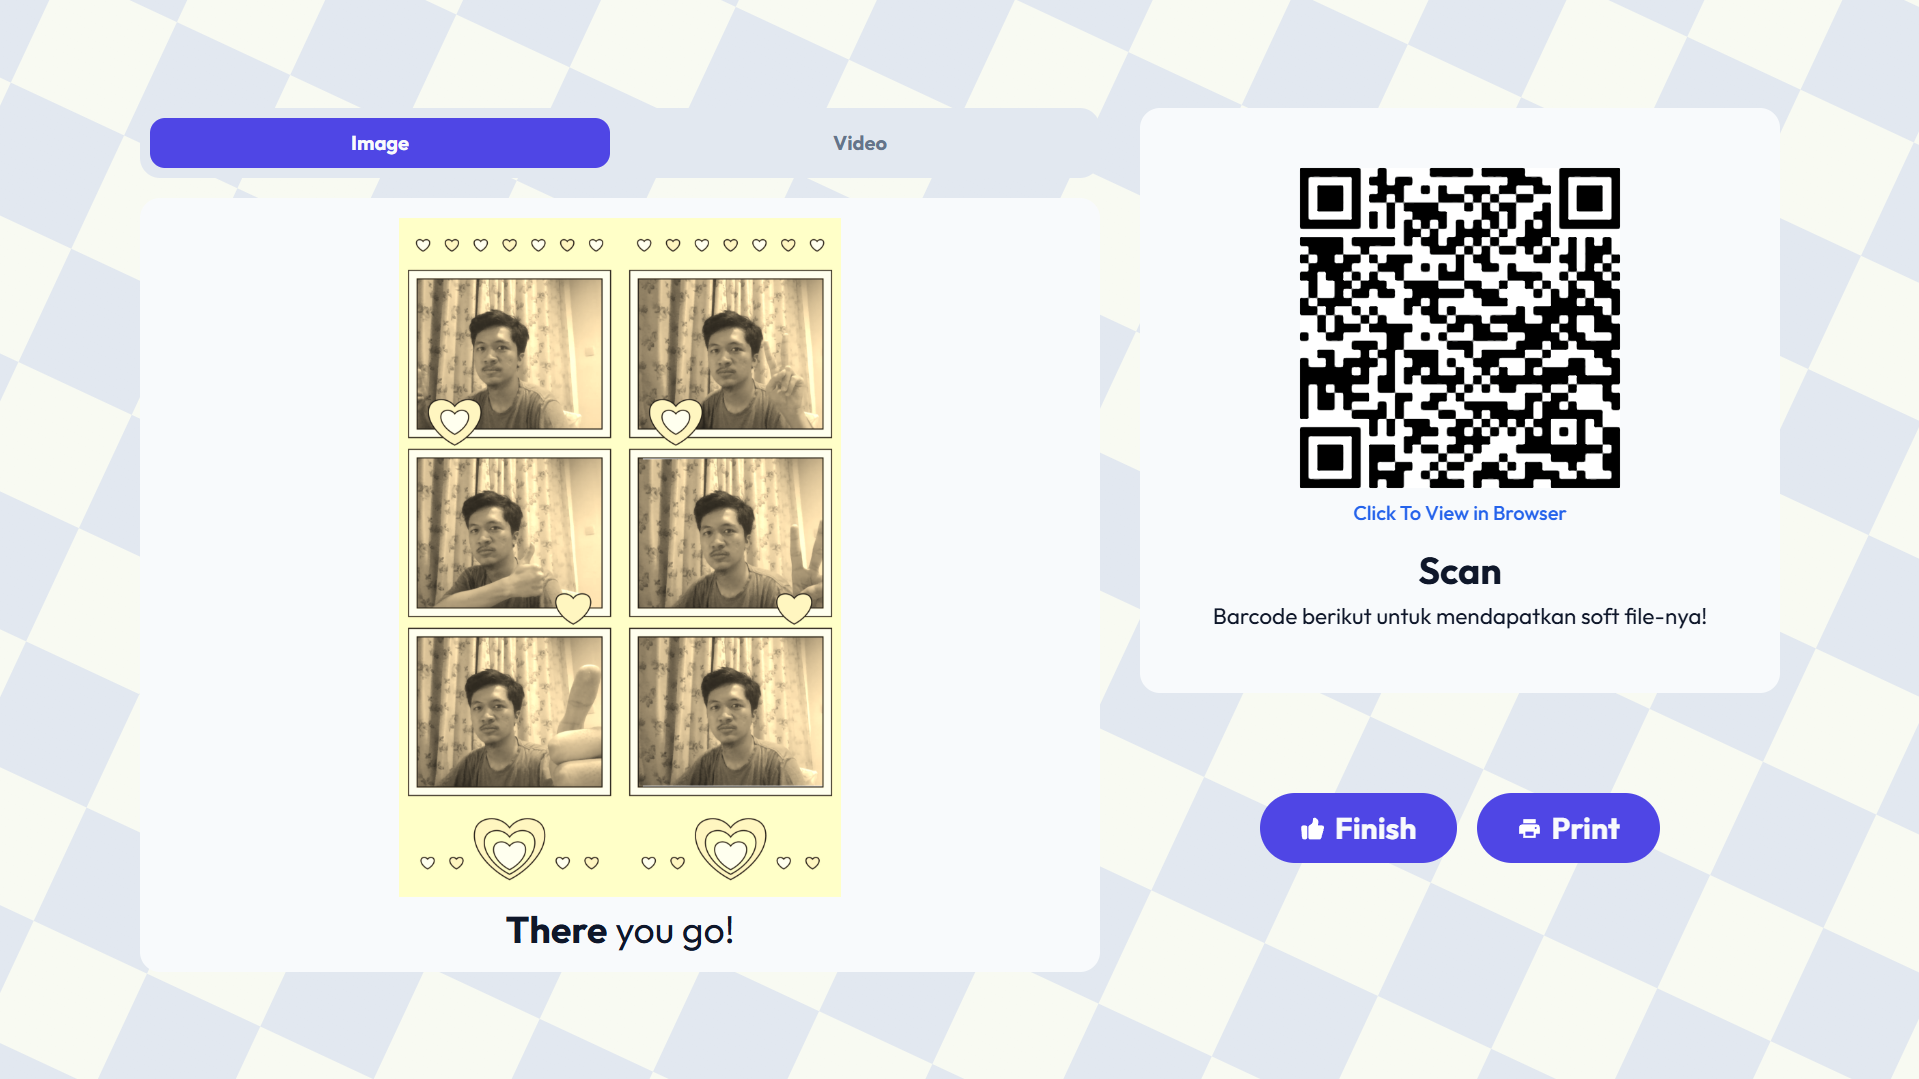 Image
Video
There you go!
Click To View in Browser
Scan
Barcode berikut untuk mendapatkan soft file-nya!
Finish
Print